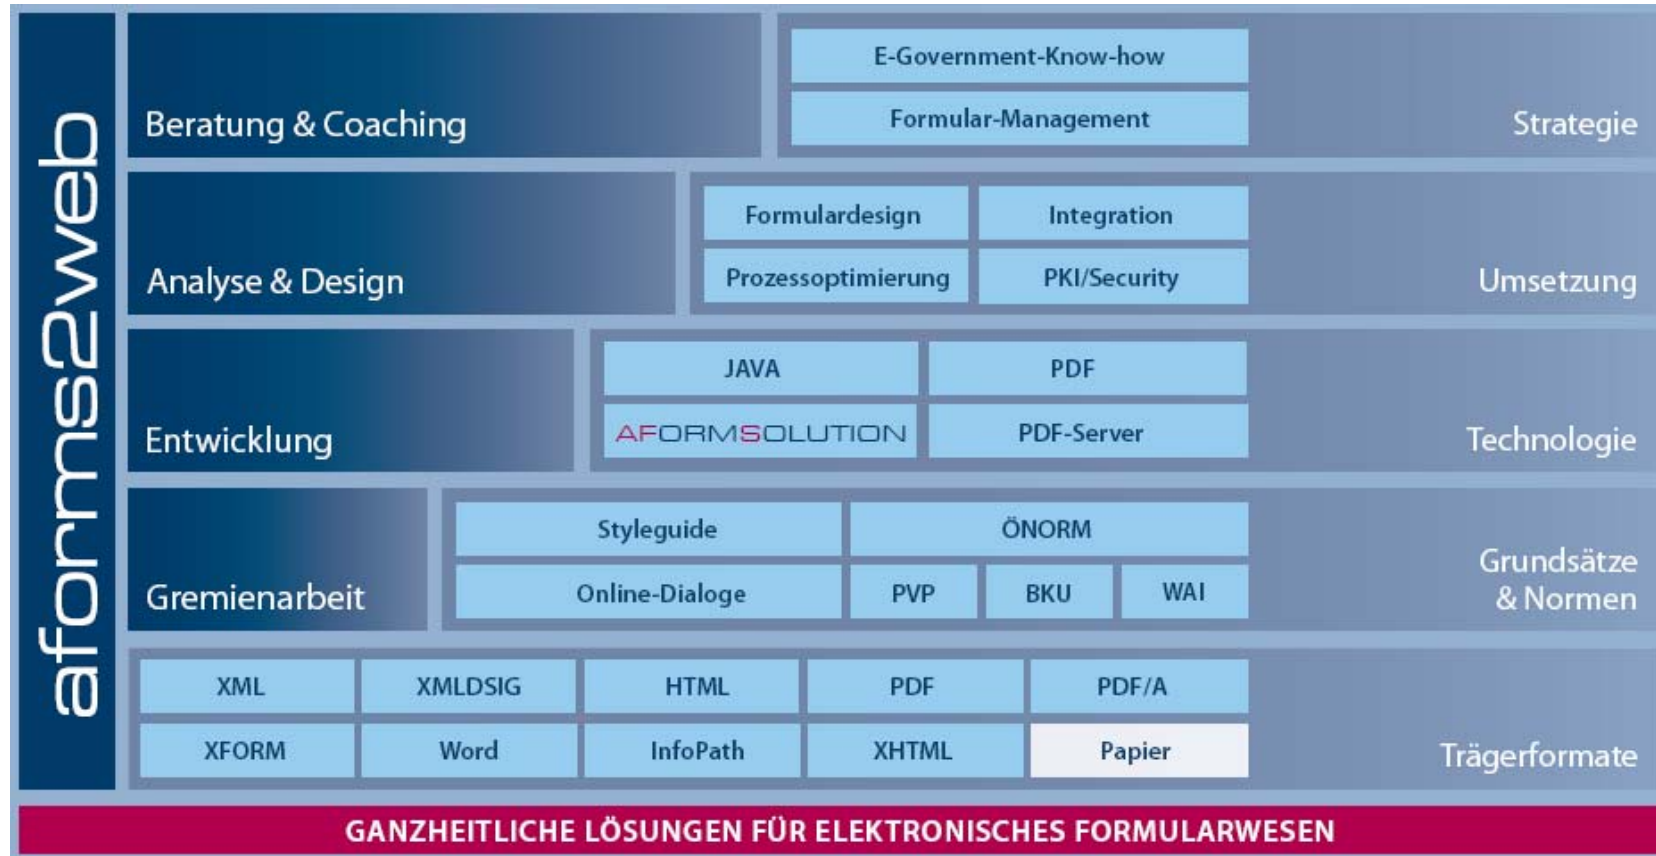 aforms2web
E-Government-Know-how
Formular-Management
Beratung & Coaching
Strategie
Formulardesign
Integration
Prozessoptimierung
PKI/Security
Analyse & Design
Umsetzung
JAVA
PDF
AFORMSOLUTION
PDF-Server
Entwicklung
Technologie
Styleguide
ÖNORM
Online-Dialoge
PVP
BKU
WAI
Gremienarbeit
Grundsätze
& Normen
XML
XMLDSIG
HTML
PDF
PDF/A
XFORM
Word
InfoPath
XHTML
Papier
Trägerformate
GANZHEITLICHE LÖSUNGEN FÜR ELEKTRONISCHES FORMULARWESEN